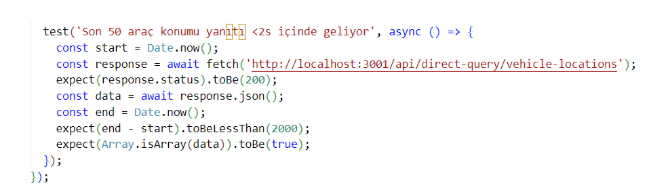 test('Son 50 araç konumu yanıtı <2s içinde geliyor', async () => {
const start = Date.now();
const response = await fetch('http://localhost:3001/api/direct-query/vehicle-locations');
expect(response.status).toBe(200);
const data = await response.json();
const end = Date.now();
expect(end - start).toBeLessThan(2000);
expect(Array.isArray(data)).toBe(true);
});
});